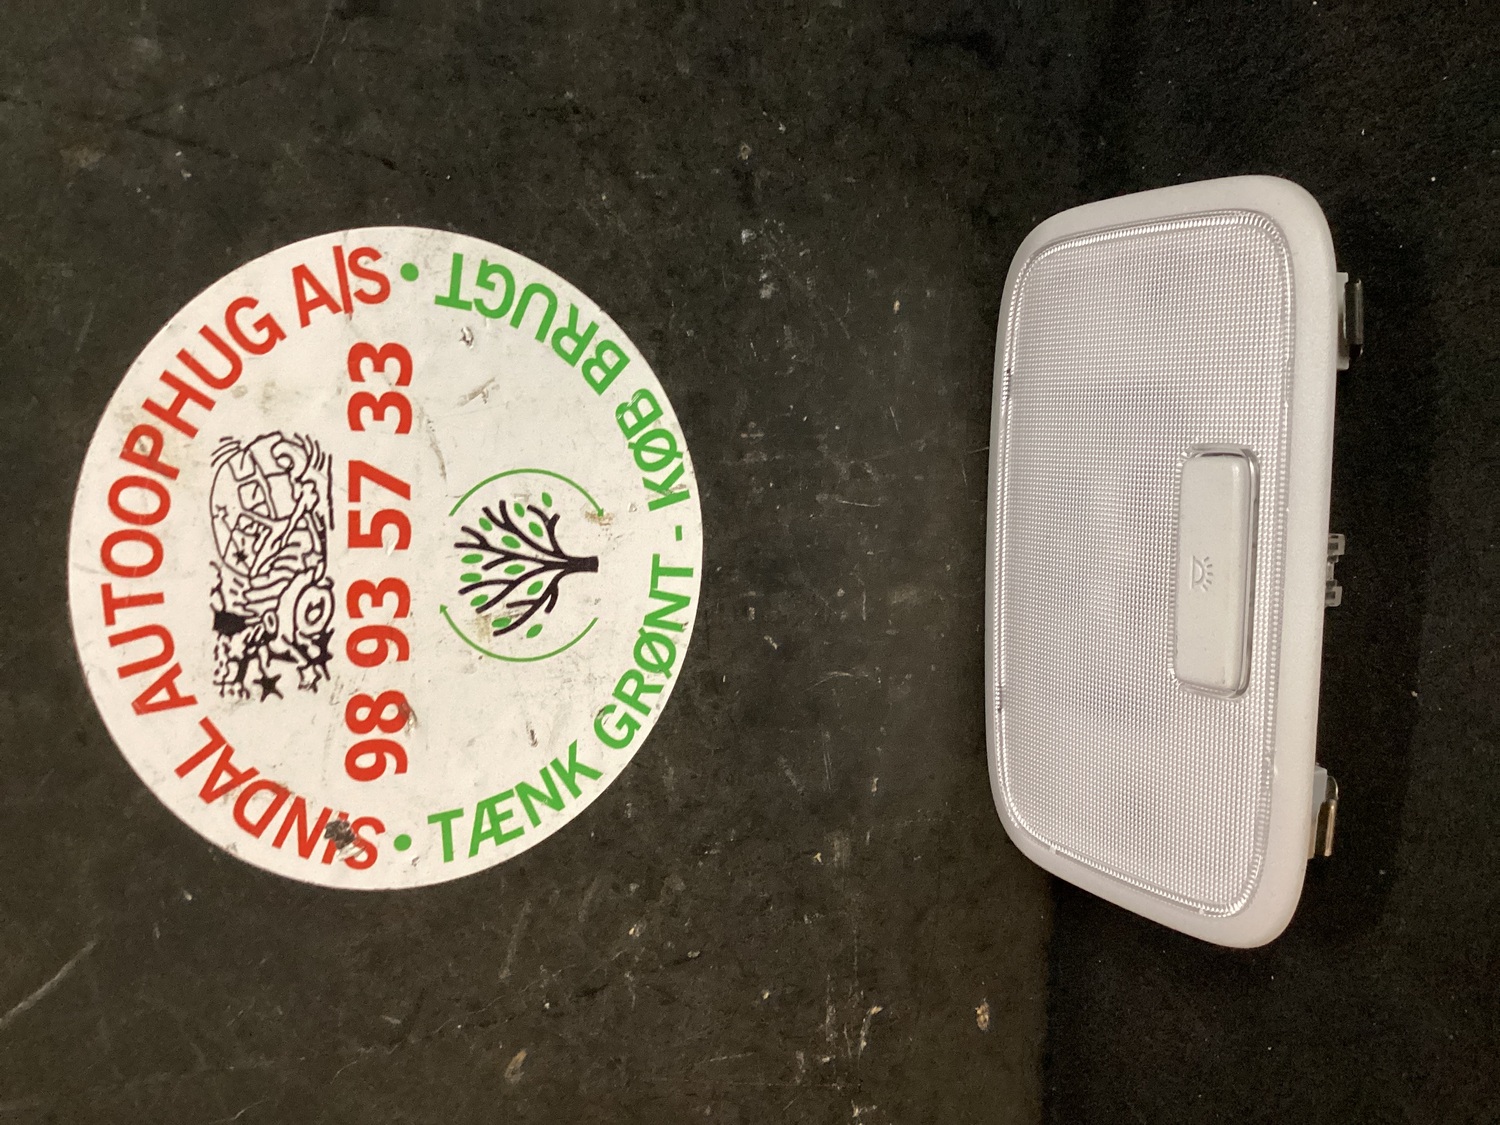 SINDAL AUTOOPHUG A/S
98 93 57 33
• TÆNK GRØNT - KØB BRUGT •